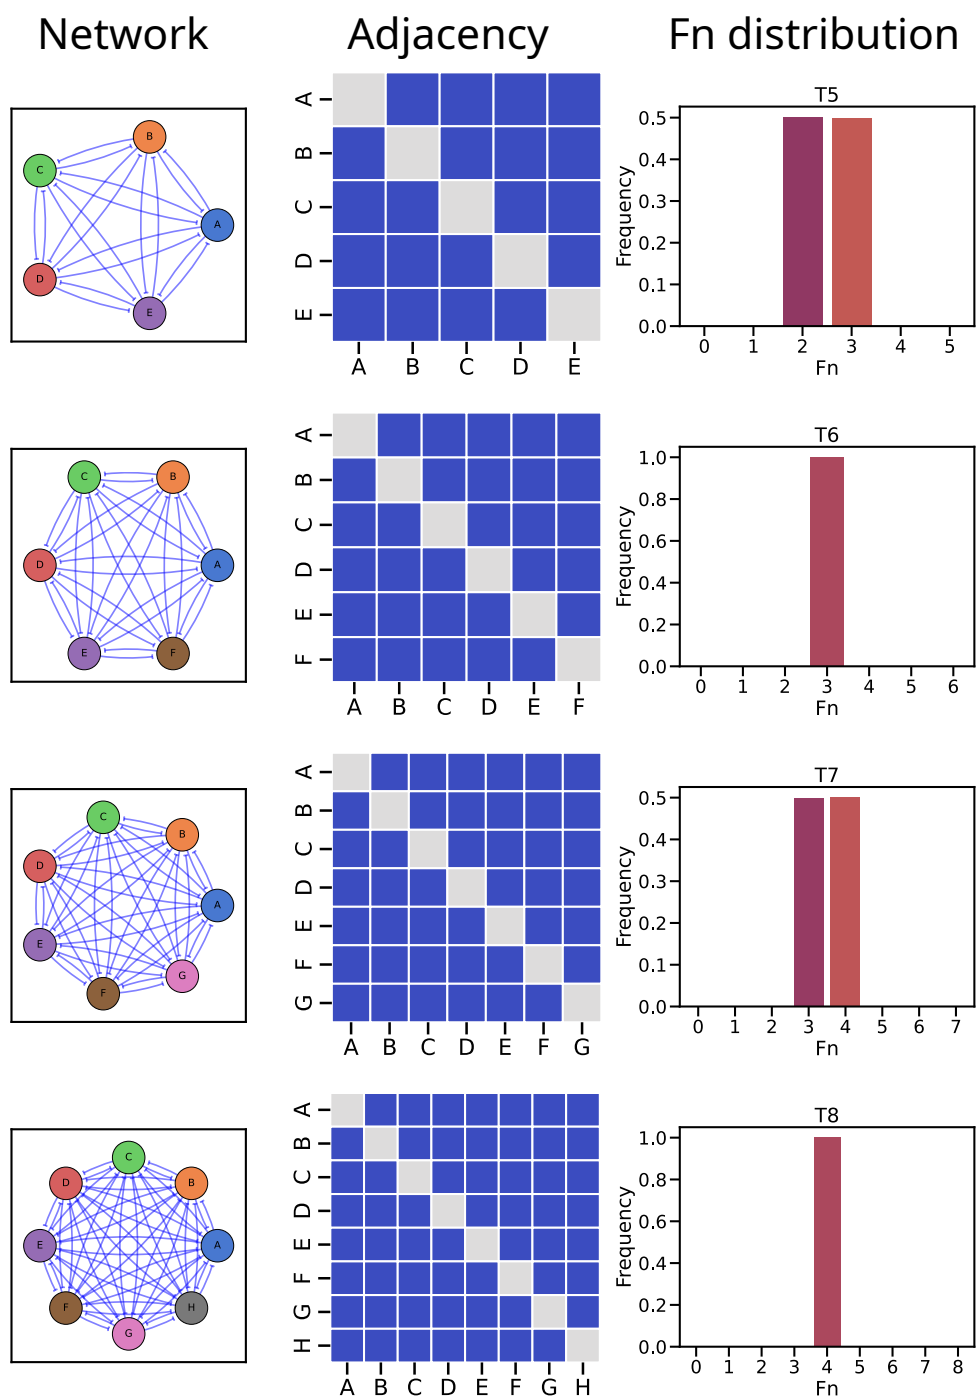 Network Adjacency Fn distribution
A B C D E
A B C D E
A B C D E
T5
Frequency
0.5
0.4
0.3
0.2
0.1
0.0
0 1 2 3 4 5
Fn
A B C D E F
A B C D E F
A B C D E F
T6
Frequency
1.0
0.8
0.6
0.4
0.2
0.0
0 1 2 3 4 5 6
Fn
A B C D E F G
A B C D E F G
A B C D E F G
T7
Frequency
0.5
0.4
0.3
0.2
0.1
0.0
0 1 2 3 4 5 6 7
Fn
A B C D E F G H
A B C D E F G H
A B C D E F G H
T8
Frequency
1.0
0.8
0.6
0.4
0.2
0.0
0 1 2 3 4 5 6 7 8
Fn